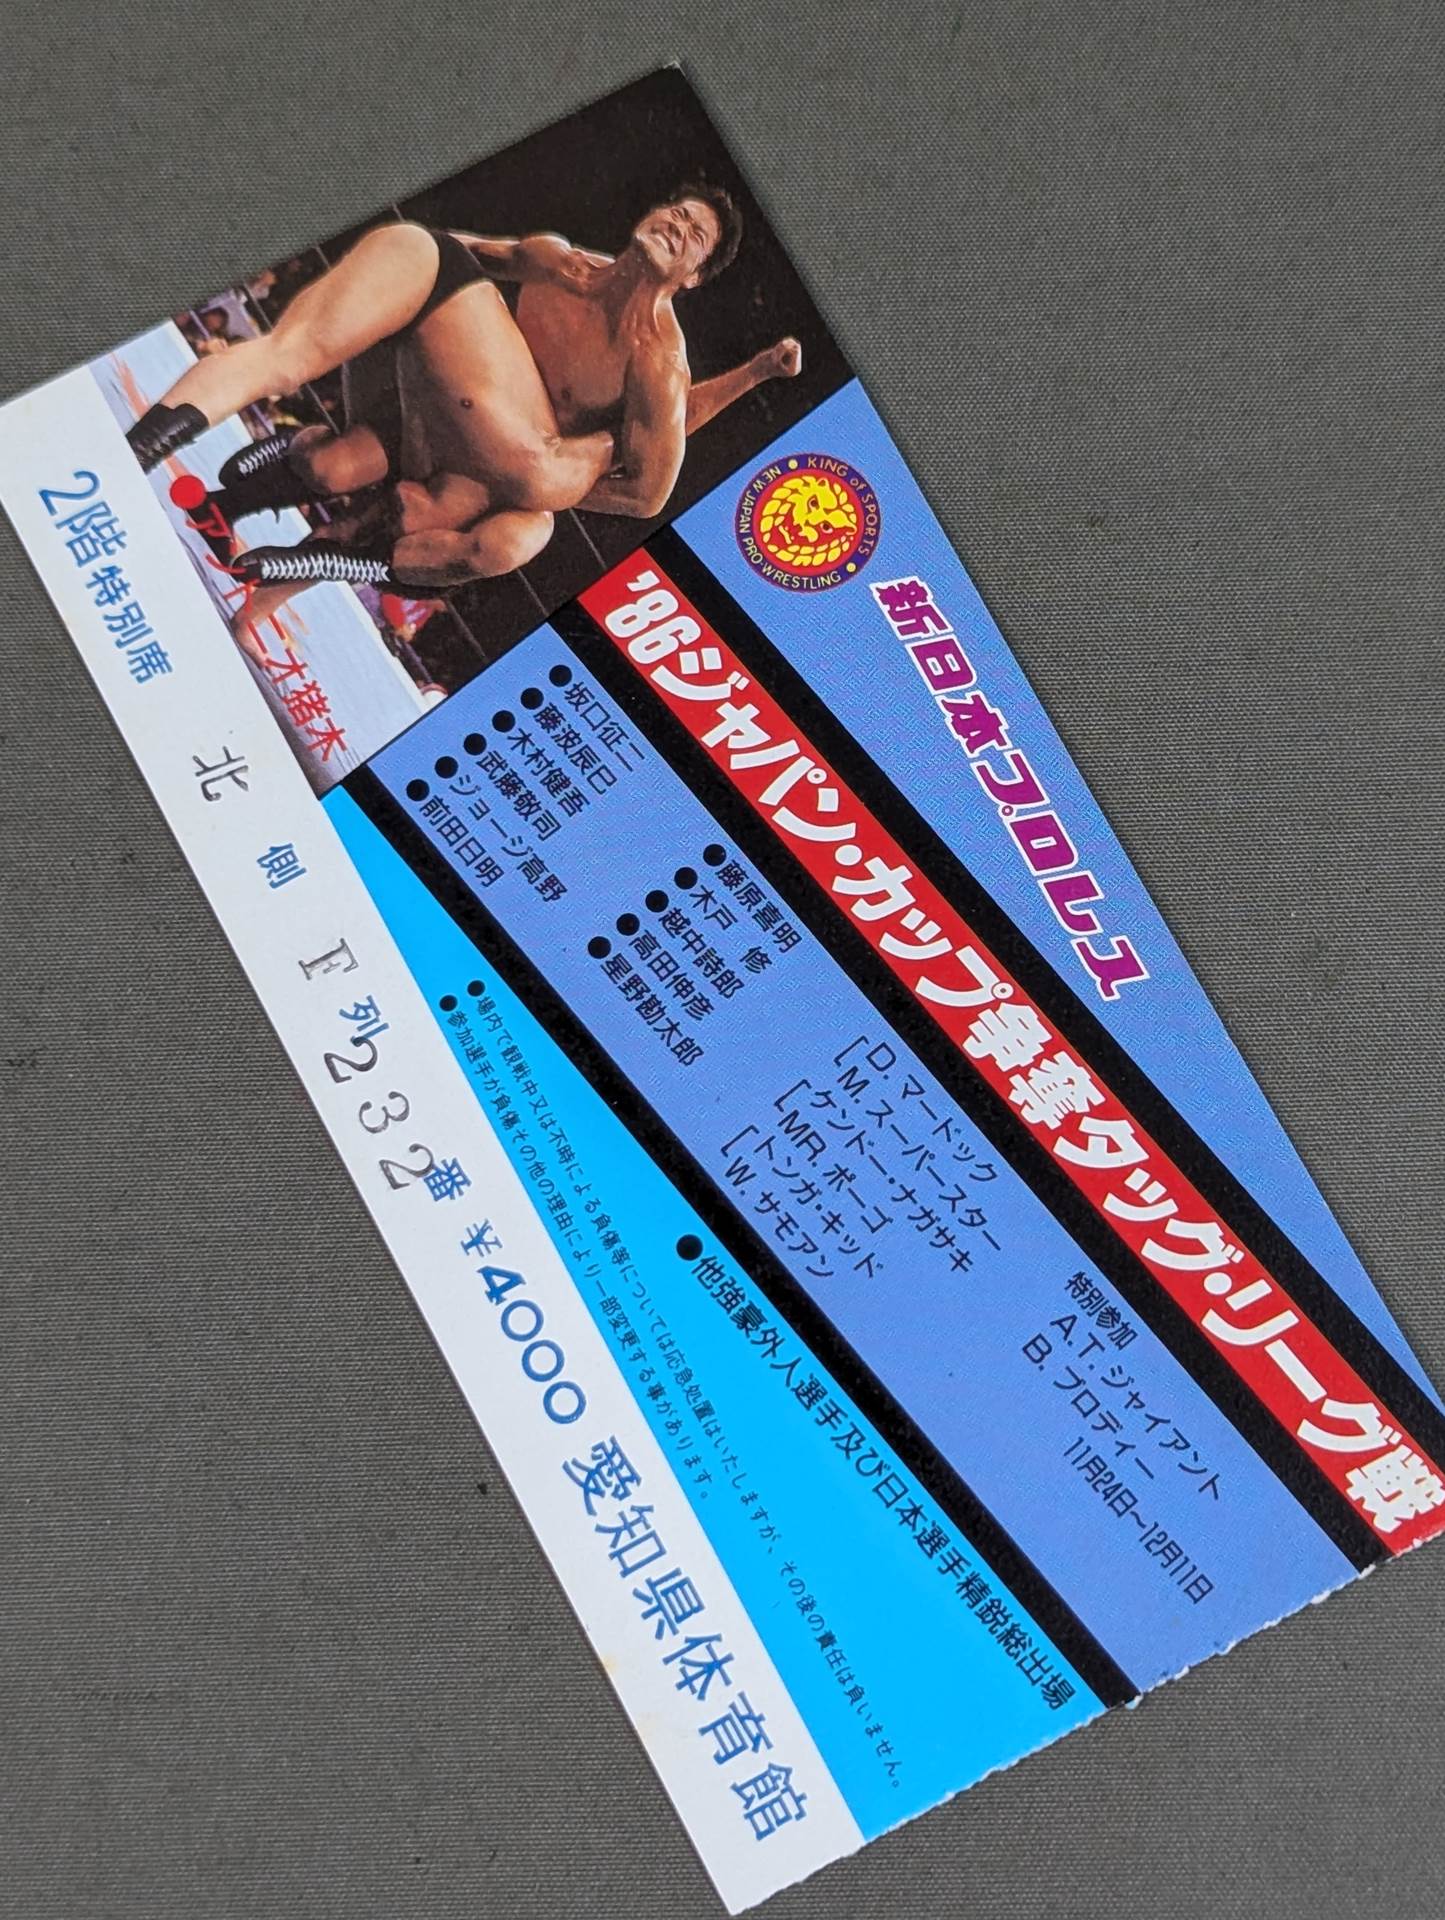 KING of SPORTS
NEW JAPAN PRO-WRESTLING
新日本プロレス
'86ジャパン・カップ争奪タッグ・リーグ戦
●アントニオ猪木
●坂口征二
●藤波辰巳
●木村健吾
●武藤敬司
●ジョージ高野
●前田日明
●藤原喜明
●木戸 修
●越中詩郎
●高田伸彦
●星野勘太郎
[D.マードック
M.スーパースター
[ケンドー・ナガサキ
MR.ポーゴ
[トンガ・キッド
W.サモアン
特別参加
A.T.ジャイアント
B.ブロディー
11月24日~12月11日
●他強豪外人選手及び日本選手精鋭総出場
●場内で観戦中又は不時による負傷等については応急処置はいたしますが、その後の責任は負いません。
●参加選手が負傷その他の理由により一部変更する事があります。
2階特別席 北側 F列232番 ¥4000 愛知県体育館